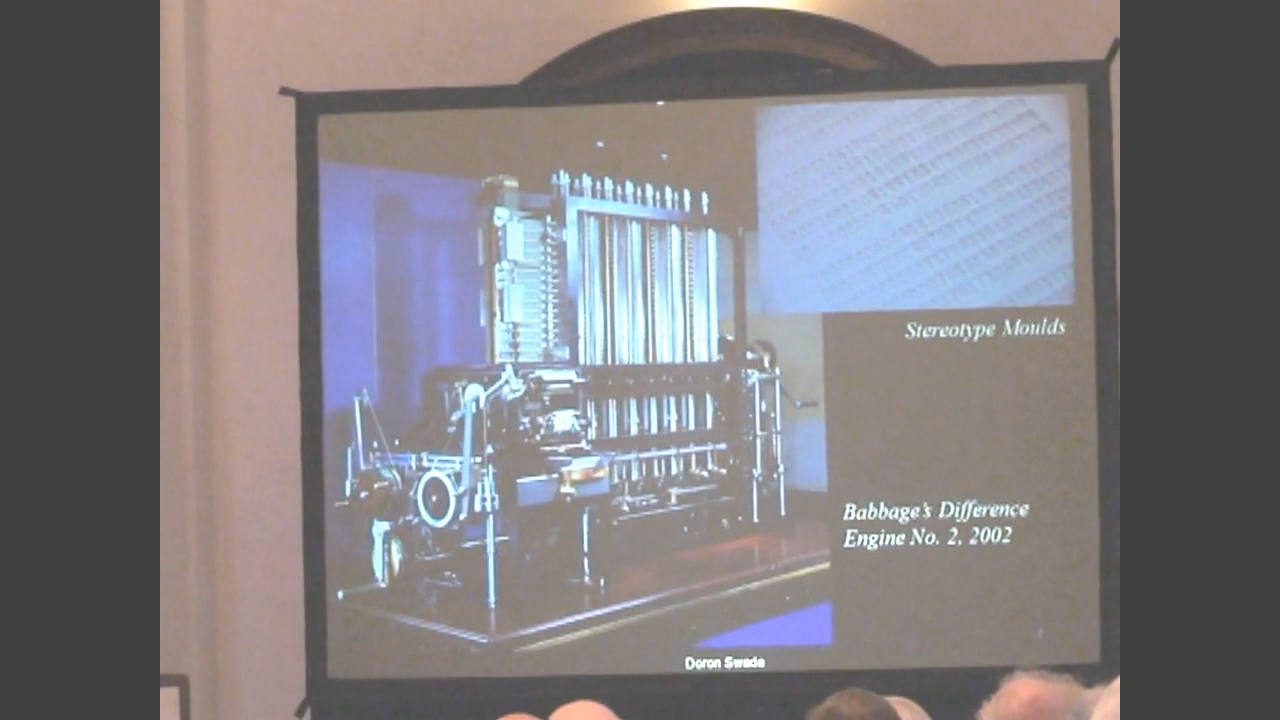 Stereotype Moulds
Babbage's Difference
Engine No. 2, 2002
Doron Swade